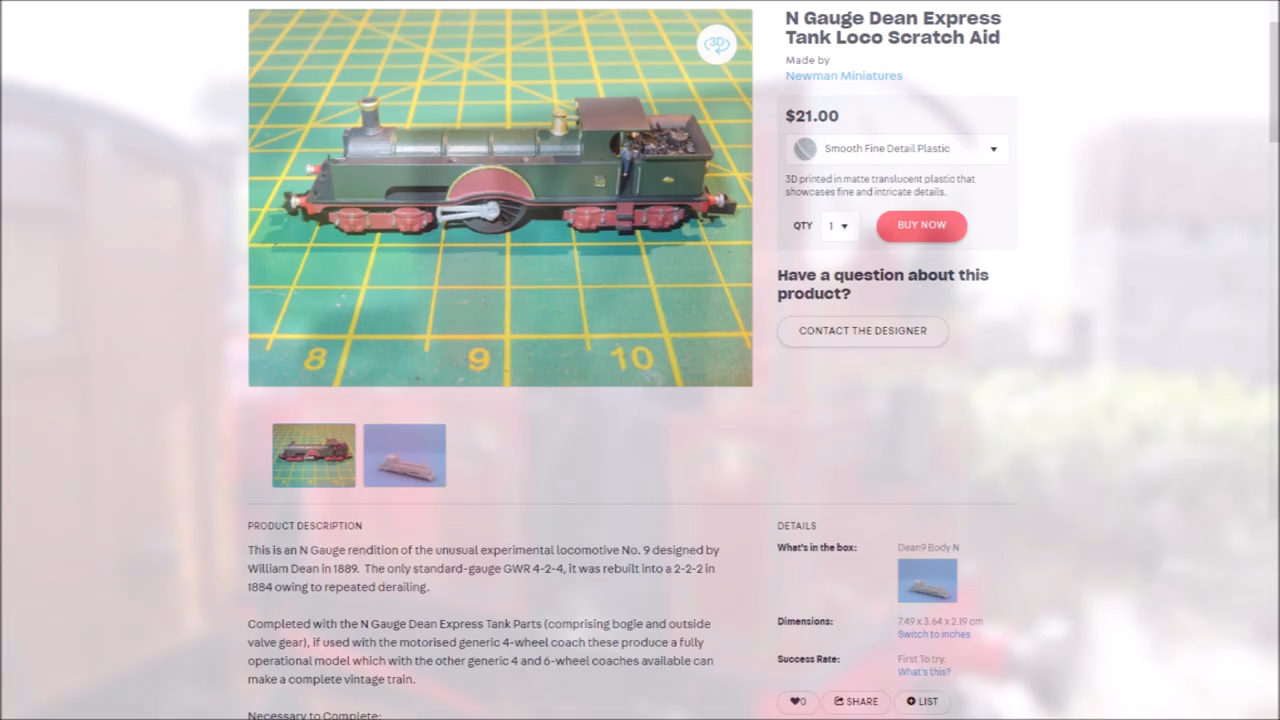 N Gauge Dean Express
Tank Loco Scratch Aid
Made by
Newman Miniatures
3D
$21.00
Smooth Fine Detail Plastic
3D printed in matte translucent plastic that
showcases fine and intricate details.
QTY 1 BUY NOW
Have a question about this
product?
CONTACT THE DESIGNER
8 9 10
PRODUCT DESCRIPTION
This is an N Gauge rendition of the unusual experimental locomotive No. 9 designed by
William Dean in 1889. The only standard-gauge GWR 4-2-4, it was rebuilt into a 2-2-2 in
1884 owing to repeated derailing.
Completed with the N Gauge Dean Express Tank Parts (comprising bogie and outside
valve gear), if used with the motorised generic 4-wheel coach these produce a fully
operational model which with the other generic 4 and 6-wheel coaches available can
make a complete vintage train.
Necessary to Complete:
DETAILS
What's in the box: Dean9 Body N
Dimensions: 7.49 x 3.64 x 2.19 cm
Switch to inches
Success Rate: First To try.
What's this?
0 SHARE LIST